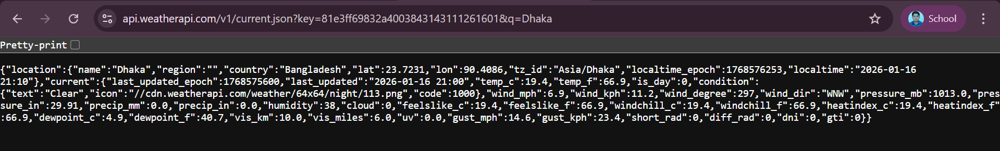 api.weatherapi.com/v1/current.json?key=81e3ff69832a4003843143111261601&q=Dhaka
School
Pretty-print
{"location":{"name":"Dhaka","region":"","country":"Bangladesh","lat":23.7231,"lon":90.4086,"tz_id":"Asia/Dhaka","localtime_epoch":1768576253,"localtime":"2026-01-16
21:10"},"current":{"last_updated_epoch":1768575600,"last_updated":"2026-01-16 21:00","temp_c":19.4,"temp_f":66.9,"is_day":0,"condition":
{"text":"Clear","icon":"//cdn.weatherapi.com/weather/64x64/night/113.png","code":1000},"wind_mph":6.9,"wind_kph":11.2,"wind_degree":297,"wind_dir":"WNW","pressure_mb":1013.0,"pres
sure_in":29.91,"precip_mm":0.0,"precip_in":0.0,"humidity":38,"cloud":0,"feelslike_c":19.4,"feelslike_f":66.9,"windchill_c":19.4,"windchill_f":66.9,"heatindex_c":19.4,"heatindex_f"
:66.9,"dewpoint_c":4.9,"dewpoint_f":40.7,"vis_km":10.0,"vis_miles":6.0,"uv":0.0,"gust_mph":14.6,"gust_kph":23.4,"short_rad":0,"diff_rad":0,"dni":0,"gti":0}}